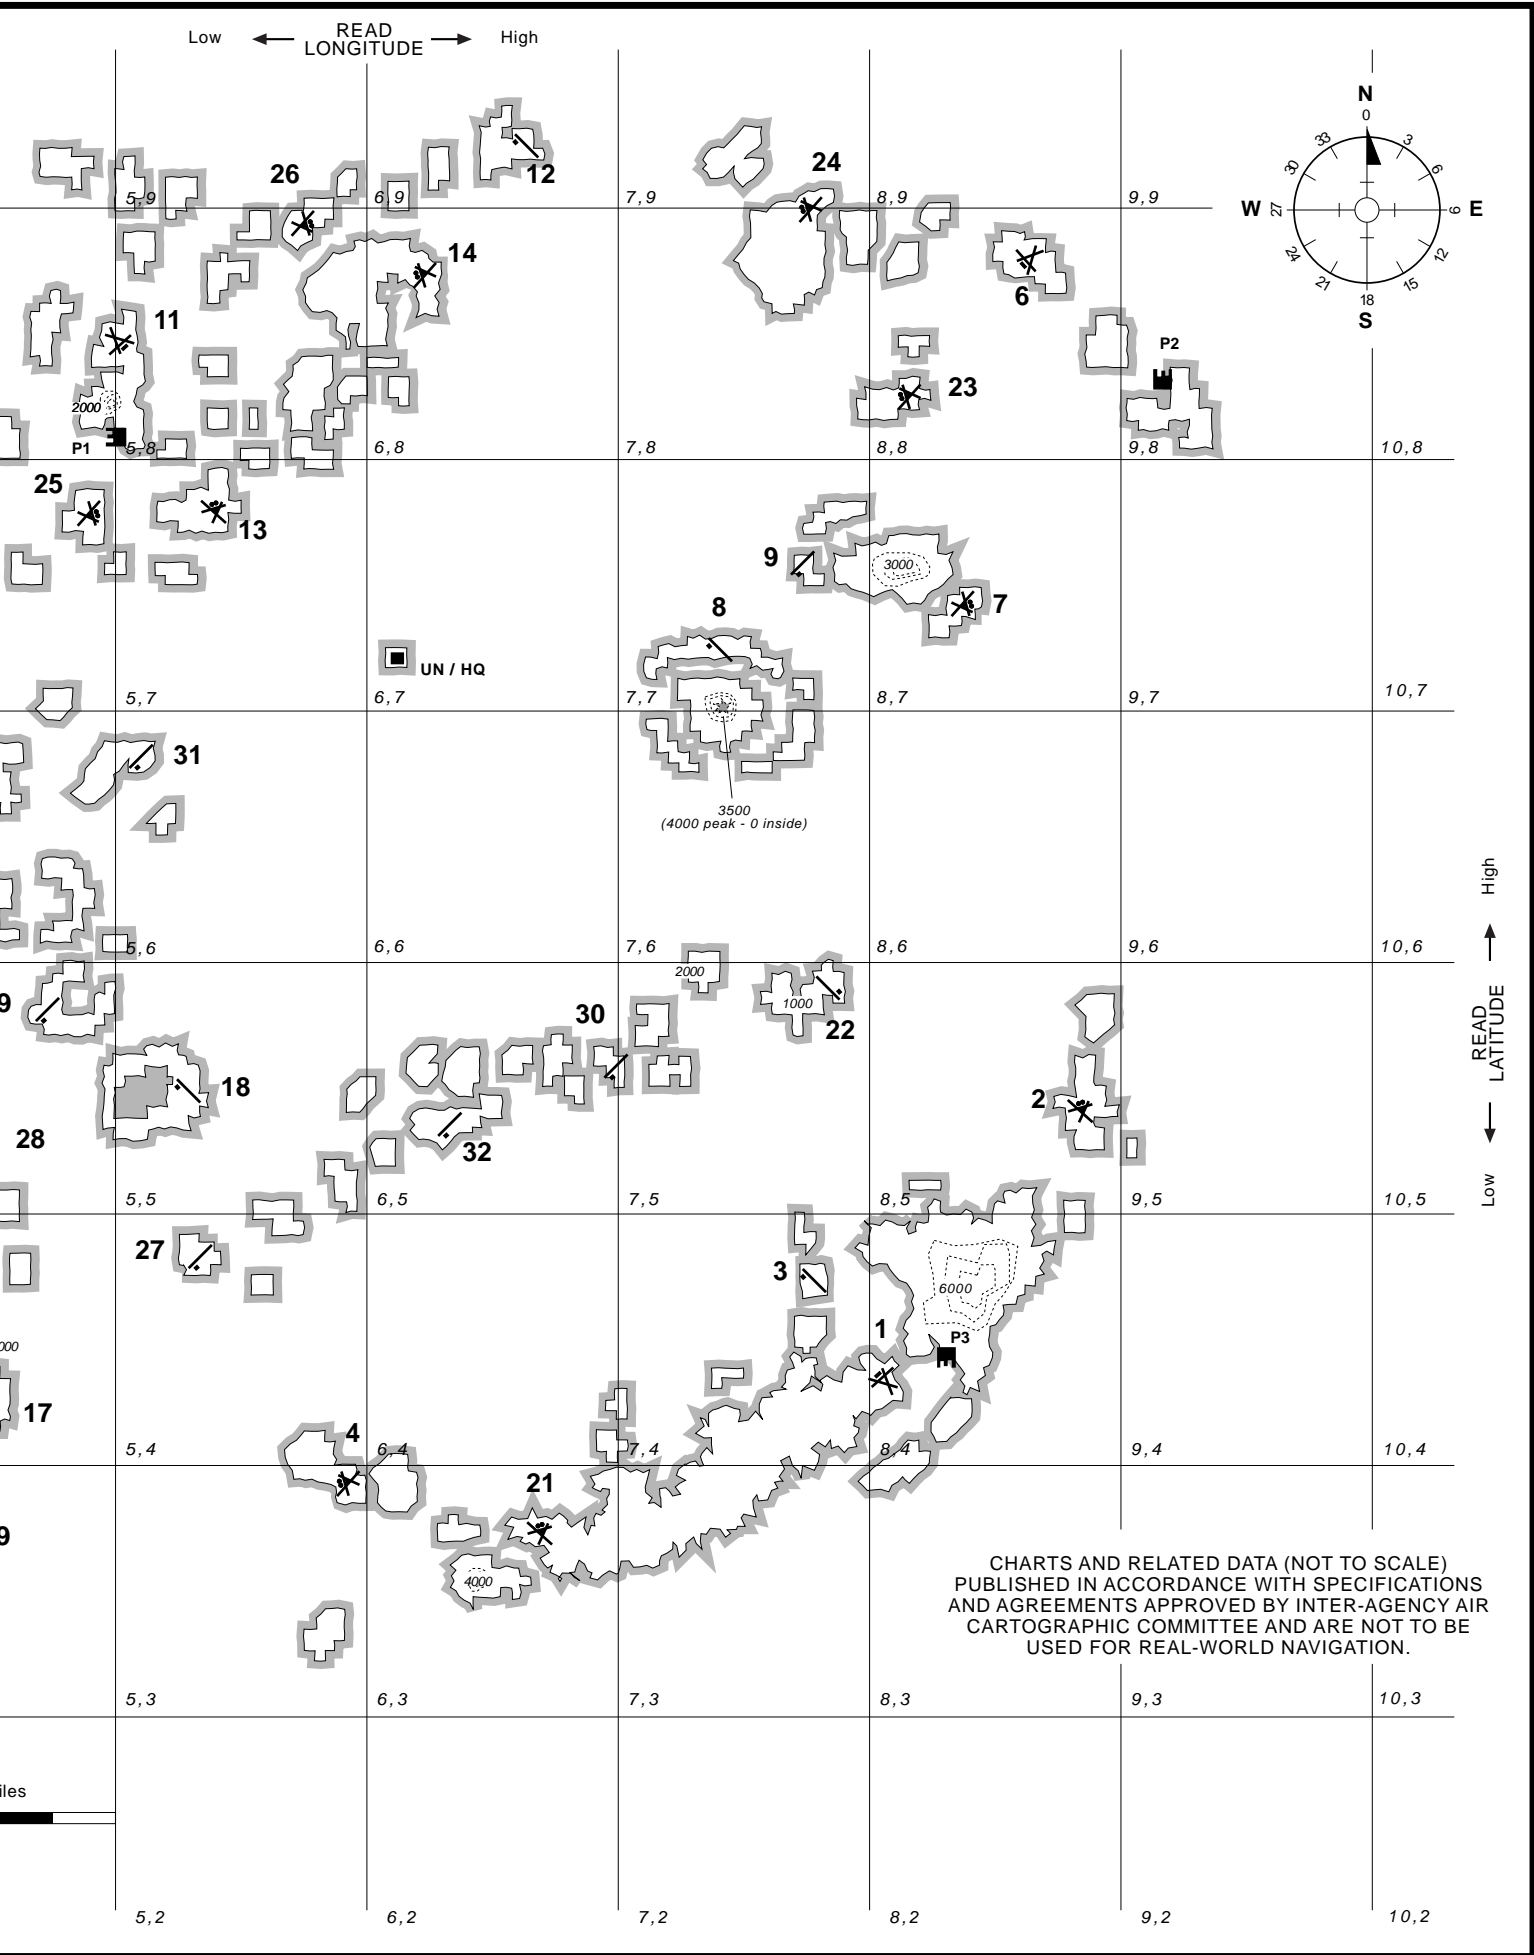 Low READ High
LONGITUDE
N
0
33 3
30 6
W 27 9 E
24 12
21 15
18
S
12
26
24
5,9 6,9 7,9 8,9 9,9
14
6
11
P2
23
2000
P1
5,8 6,8 7,8 8,8 9,8 10,8
25
13
9
3000
7
8
UN / HQ
5,7 6,7 7,7 8,7 9,7 10,7
31
3500
(4000 peak - 0 inside)
High
READ
LATITUDE
Low
5,6 6,6 7,6 8,6 9,6 10,6
2000
1000
9
30
22
18
2
28
32
5,5 6,5 7,5 8,5 9,5 10,5
27
3
6000
1
P3
000
17
4
5,4 6,4 7,4 8,4 9,4 10,4
21
9
4000
CHARTS AND RELATED DATA (NOT TO SCALE)
PUBLISHED IN ACCORDANCE WITH SPECIFICATIONS
AND AGREEMENTS APPROVED BY INTER-AGENCY AIR
CARTOGRAPHIC COMMITTEE AND ARE NOT TO BE
USED FOR REAL-WORLD NAVIGATION.
5,3 6,3 7,3 8,3 9,3 10,3
iles
5,2 6,2 7,2 8,2 9,2 10,2